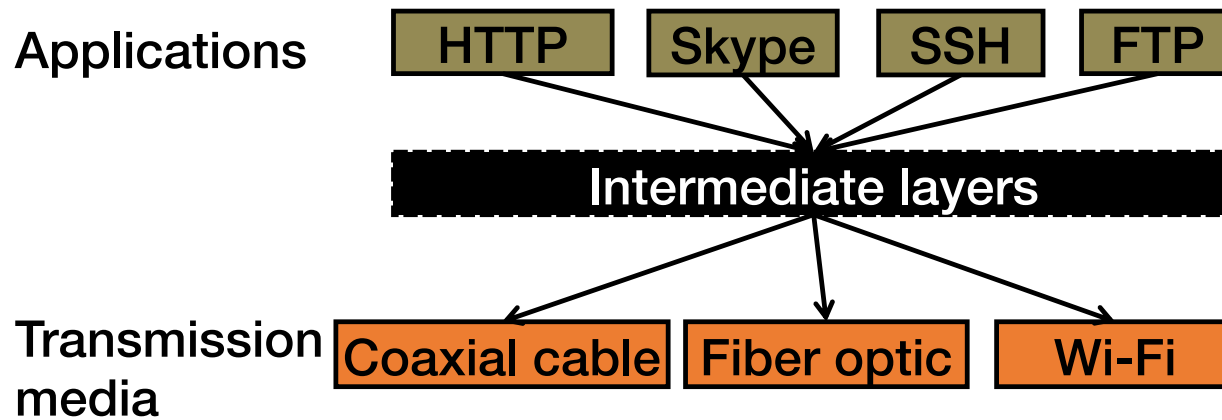 Applications
HTTP
Skype
SSH
FTP
Intermediate layers
Transmission
media
Coaxial cable
Fiber optic
Wi-Fi